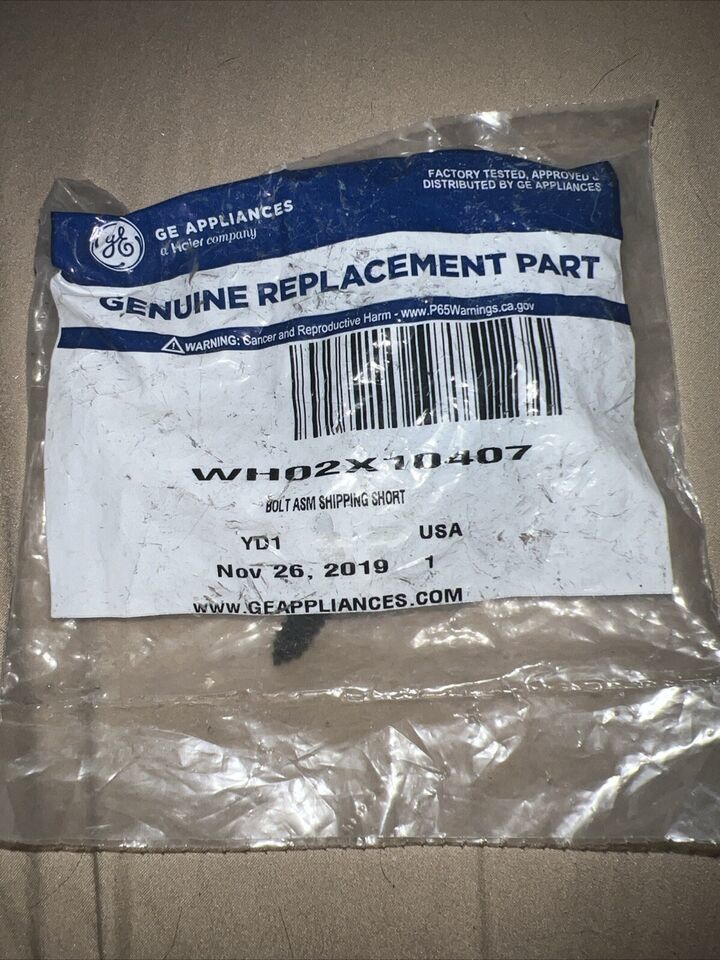 GE APPLIANCES
a Haier company
FACTORY TESTED, APPROVED &
DISTRIBUTED BY GE APPLIANCES
GENUINE REPLACEMENT PART
WARNING: Cancer and Reproductive Harm - www.P65Warnings.ca.gov
WH02X10407
BOLT ASM SHIPPING SHORT
YD1 USA
Nov 26, 2019 1
WWW.GEAPPLIANCES.COM